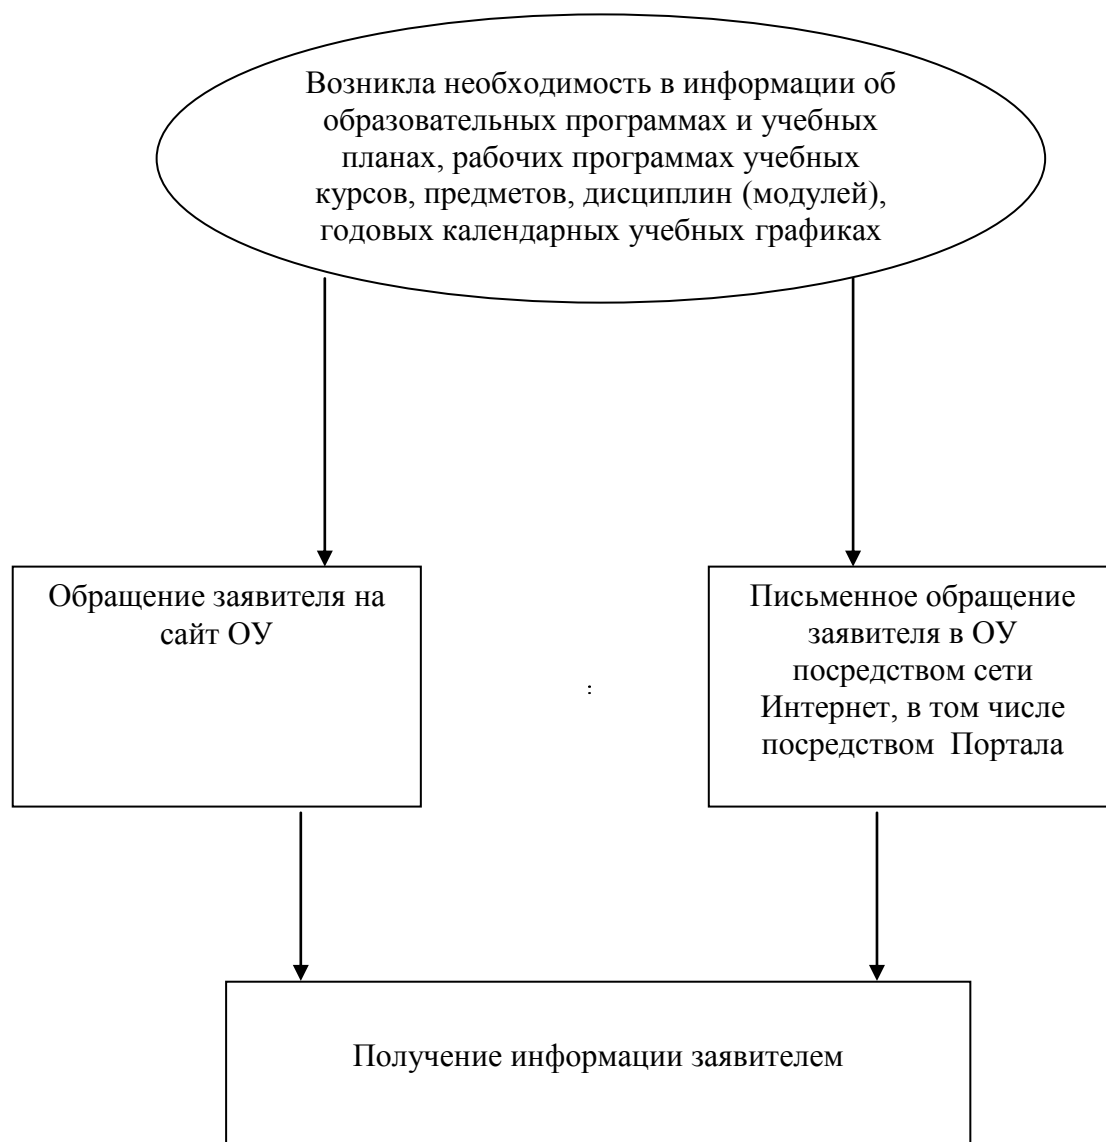 Возникла необходимость в информации об
образовательных программах и учебных
планах, рабочих программах учебных
курсов, предметов, дисциплин (модулей),
годовых календарных учебных графиках
Обращение заявителя на
сайт ОУ
Письменное обращение
заявителя в ОУ
посредством сети
Интернет, в том числе
посредством Портала
:
Получение информации заявителем